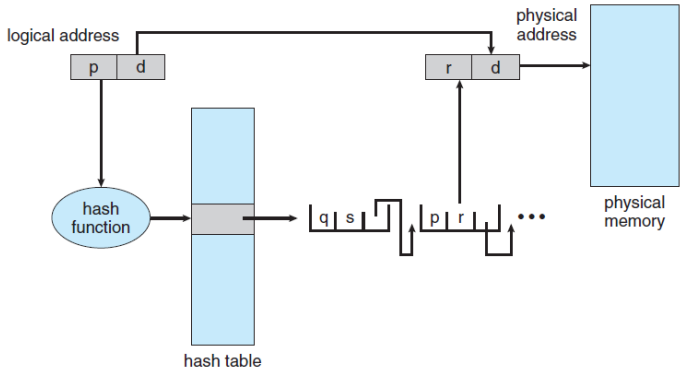 logical address
physical
address
p d
r d
hash
function
q s
p r
•••
physical
memory
hash table